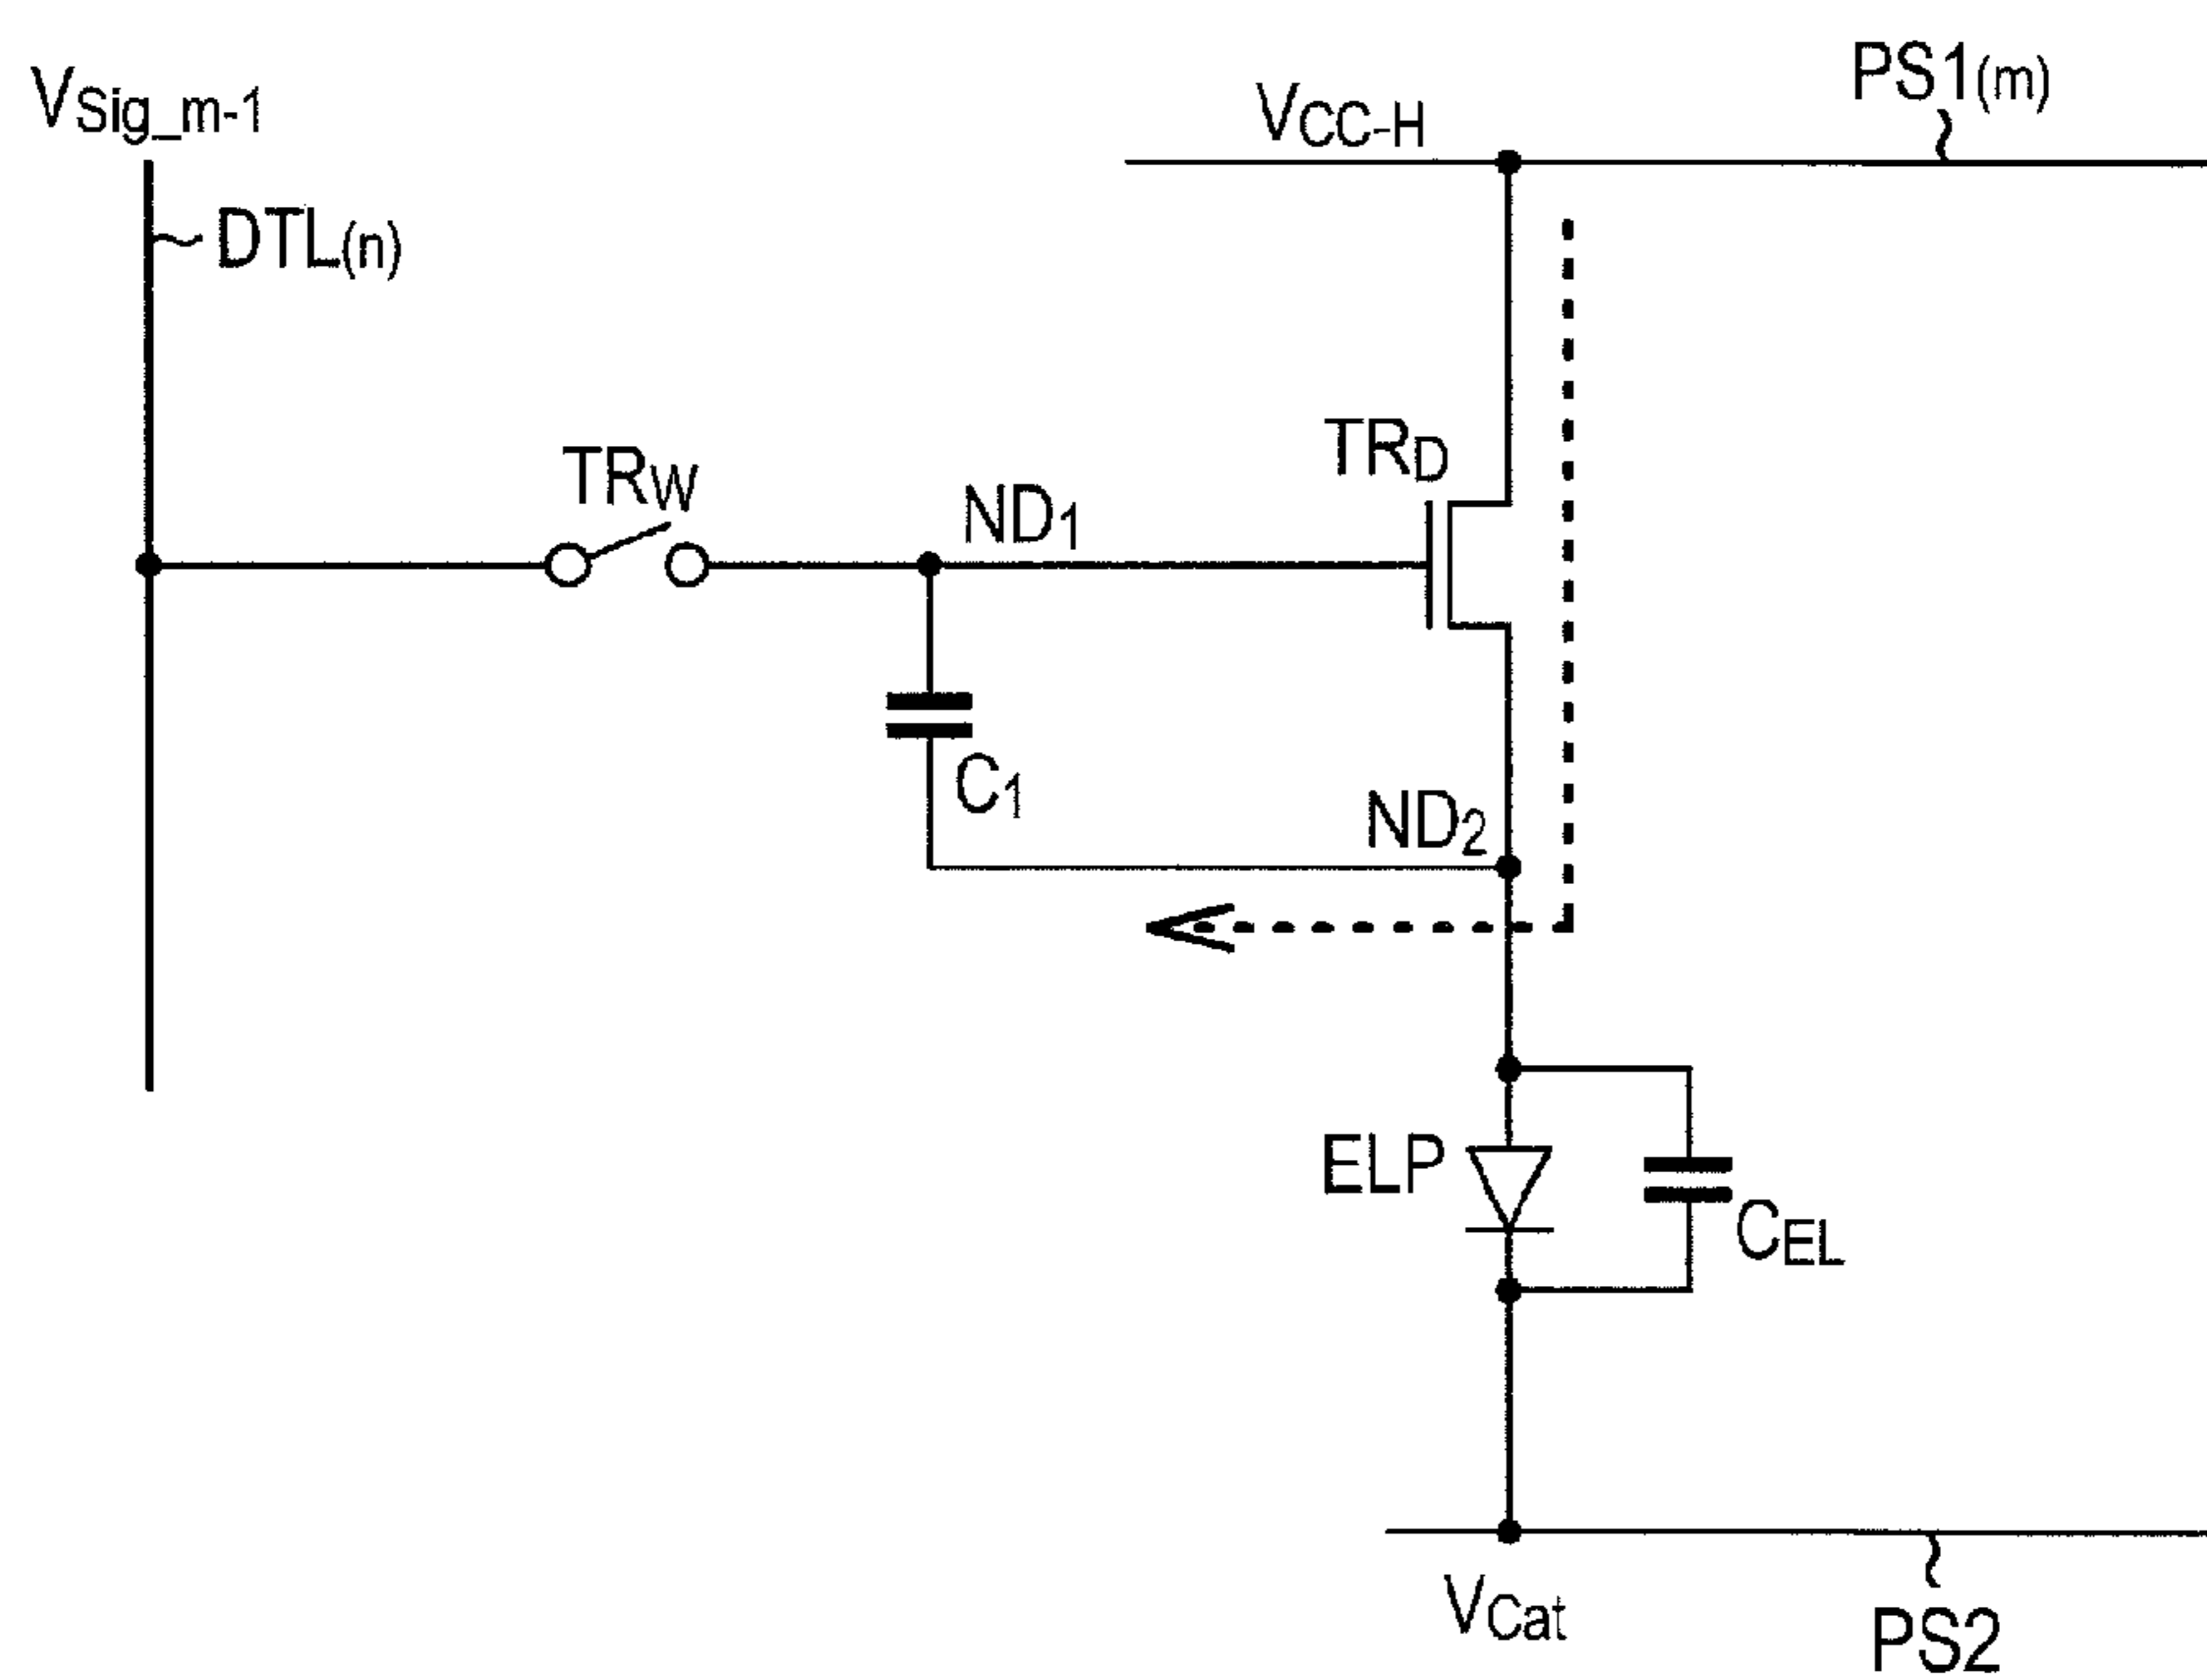 VSig_m-1
VCC-H
PS1(m)
DTL(n)
TRW
ND1
TRD
C1
ND2
ELP
CEL
VCat
PS2